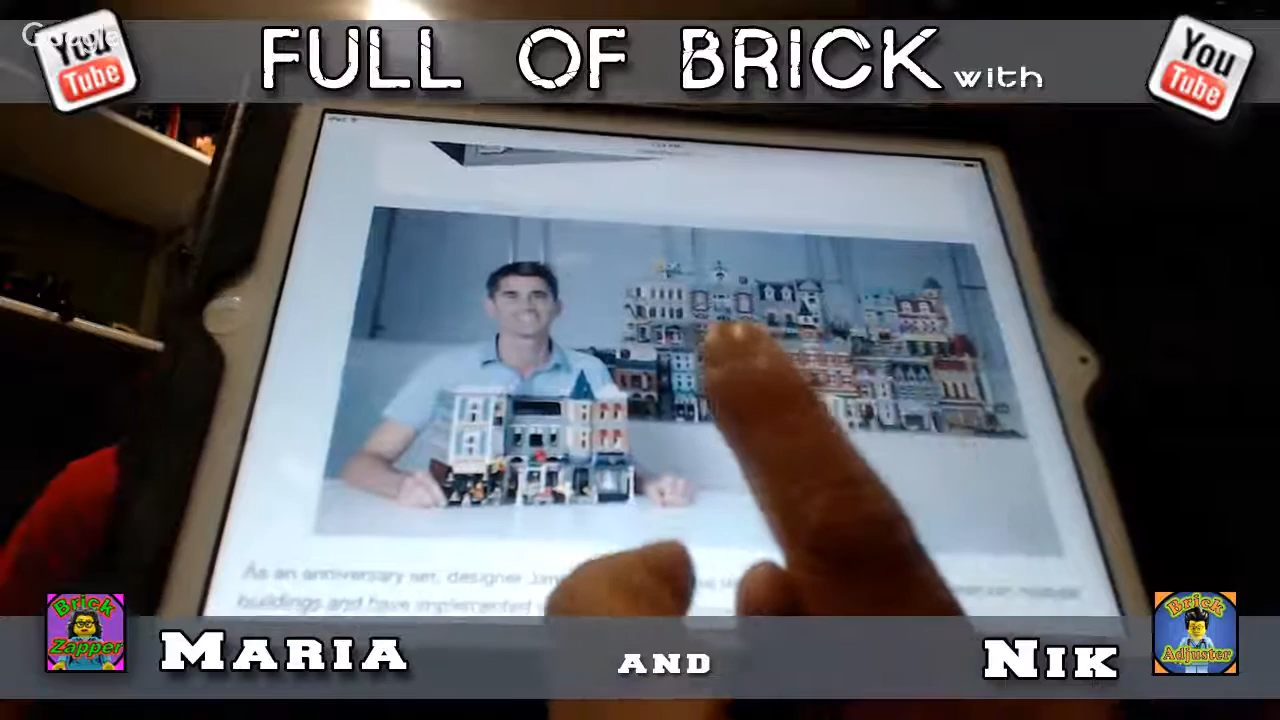 Google
You
Tube
FULL OF BRICK with
You
Tube
As an anniversary set, designer
buildings and have implemented
Brick
Zapper
MARIA AND NIK
Brick
Adjuster